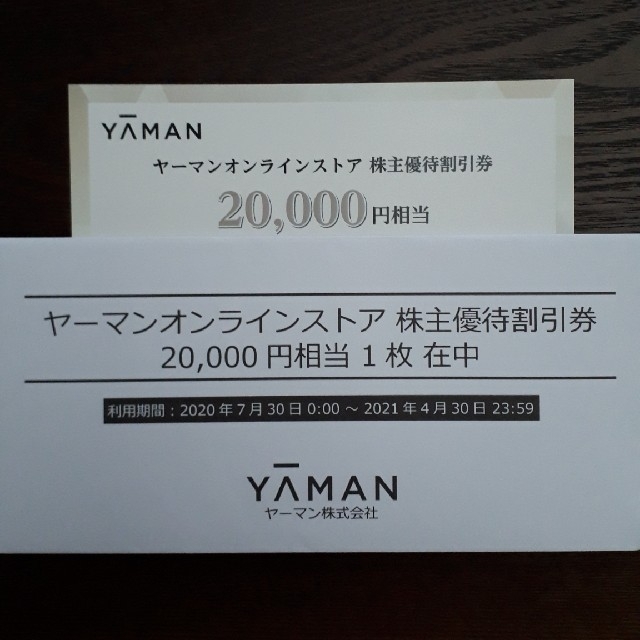 YAMAN
ヤーマンオンラインストア 株主優待割引券
20,000円相当
ヤーマンオンラインストア 株主優待割引券
20,000 円相当 1 枚 在中
利用期間：2020 年 7 月 30 日 0:00 ～ 2021 年 4 月 30 日 23:59
YAMAN
ヤーマン株式会社